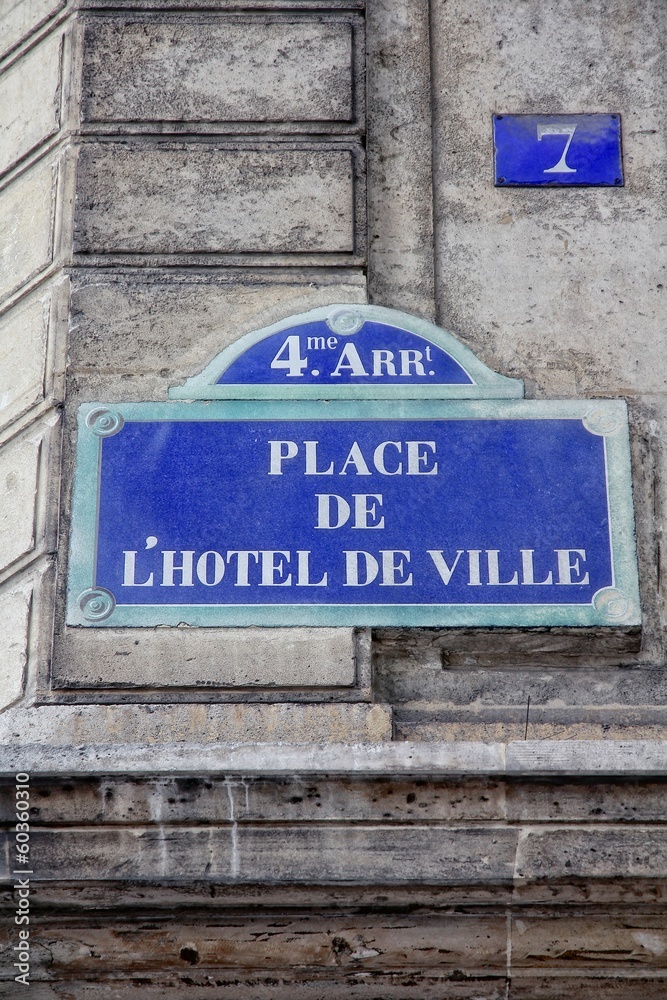 7
4.me ARR.t
PLACE
DE
L'HOTEL DE VILLE
Adobe Stock | #60360310